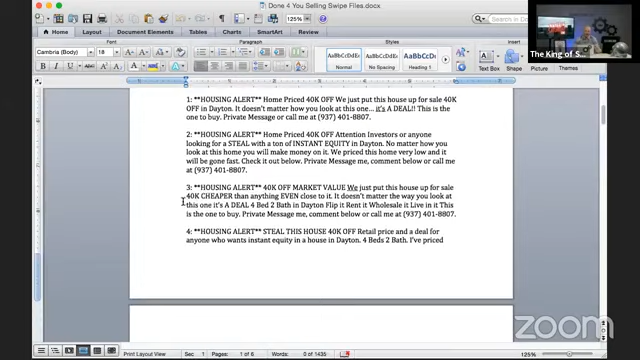 Done 4 You Selling Swipe Files.docx
125%
Search in Document
Home Layout Document Elements Tables Charts SmartArt Review
Font Paragraph Styles Insert Themes
Cambria (Body) 18
AaBbCcDdEe AaBbCcDdEe AaBbCcDc
Normal No Spacing Heading 1
Text Box Shape Picture Themes
The King of S...
1: **HOUSING ALERT** Home Priced 40K OFF We just put this house up for sale 40K
OFF in Dayton. It doesn't matter how you look at this one... it's A DEAL!! This is the
one to buy. Private Message or call me at (937) 401-8807.
2: **HOUSING ALERT** Home Priced 40K OFF Attention Investors or anyone
looking for a STEAL with a ton of INSTANT EQUITY in Dayton. No matter how you
look at this home you will make money on it. We priced this home very low and it
will be gone fast. Check it out below. Private Message me, comment below or call me
at (937) 401-8807.
3: **HOUSING ALERT** 40K OFF MARKET VALUE We just put this house up for sale
40K CHEAPER than anything EVEN close to it. It doesn't matter the way you look at
this one it's A DEAL 4 Bed 2 Bath in Dayton Flip it Rent it Wholesale it Live in it This
is the one to buy. Private Message me, comment below or call me at (937) 401-8807.
4: **HOUSING ALERT** STEAL THIS HOUSE 40K OFF Retail price and a deal for
anyone who wants instant equity in a house in Dayton. 4 Beds 2 Bath. I've priced
zoom
Print Layout View Sec 1 Pages: 1 of 6 Words: 0 of 1435 125%